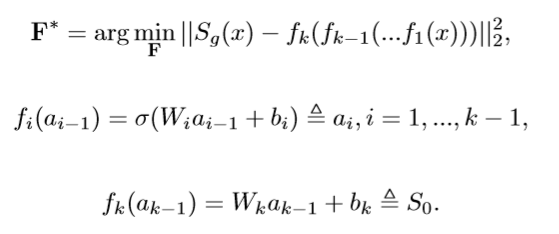 F* = arg min_F ||S_g(x) − f_k(f_{k−1}(...f_1(x)))||_2^2,
f_i(a_{i−1}) = σ(W_i a_{i−1} + b_i) ≜ a_i, i = 1, ..., k − 1,
f_k(a_{k−1}) = W_k a_{k−1} + b_k ≜ S_0.